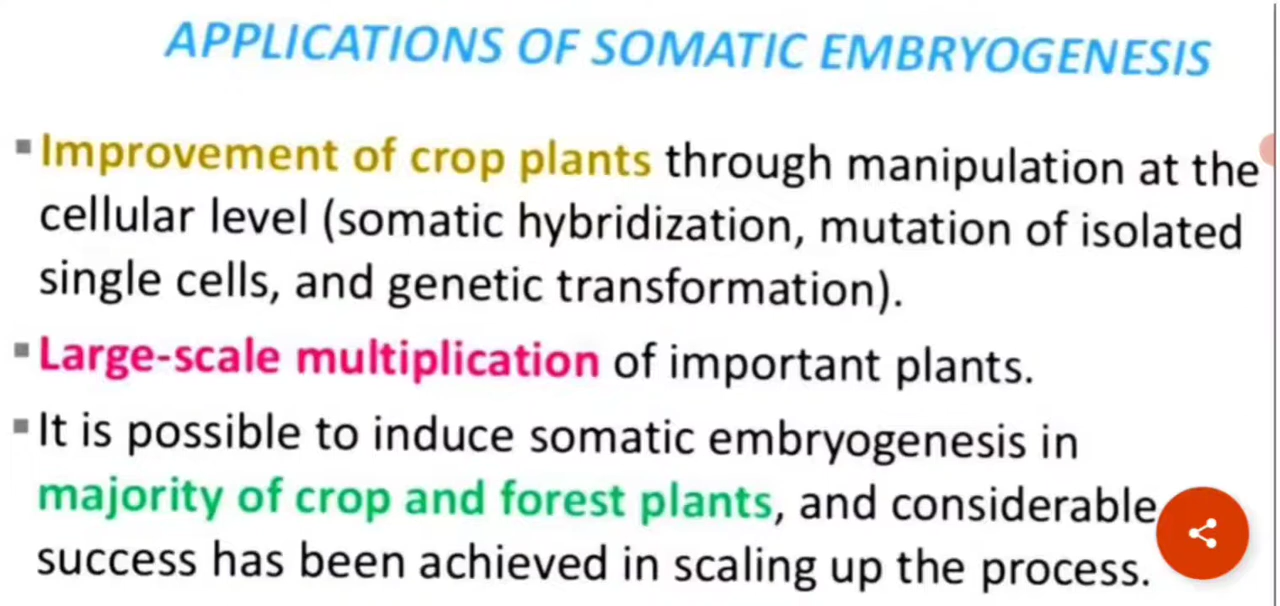 APPLICATIONS OF SOMATIC EMBRYOGENESIS
▪Improvement of crop plants through manipulation at the
cellular level (somatic hybridization, mutation of isolated
single cells, and genetic transformation).
▪Large-scale multiplication of important plants.
▪It is possible to induce somatic embryogenesis in
majority of crop and forest plants, and considerable
success has been achieved in scaling up the process.